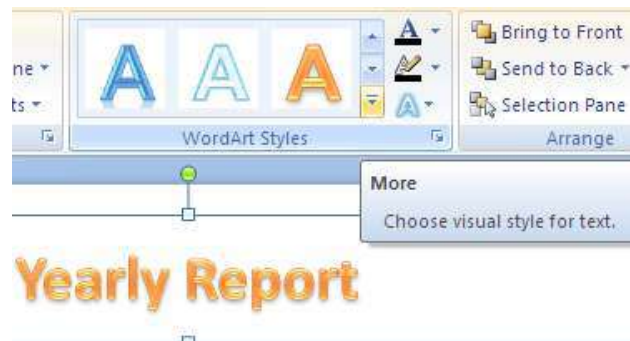 Bring to Front
ne
Send to Back
ts
Selection Pane
WordArt Styles
Arrange
More
Choose visual style for text.
Yearly Report